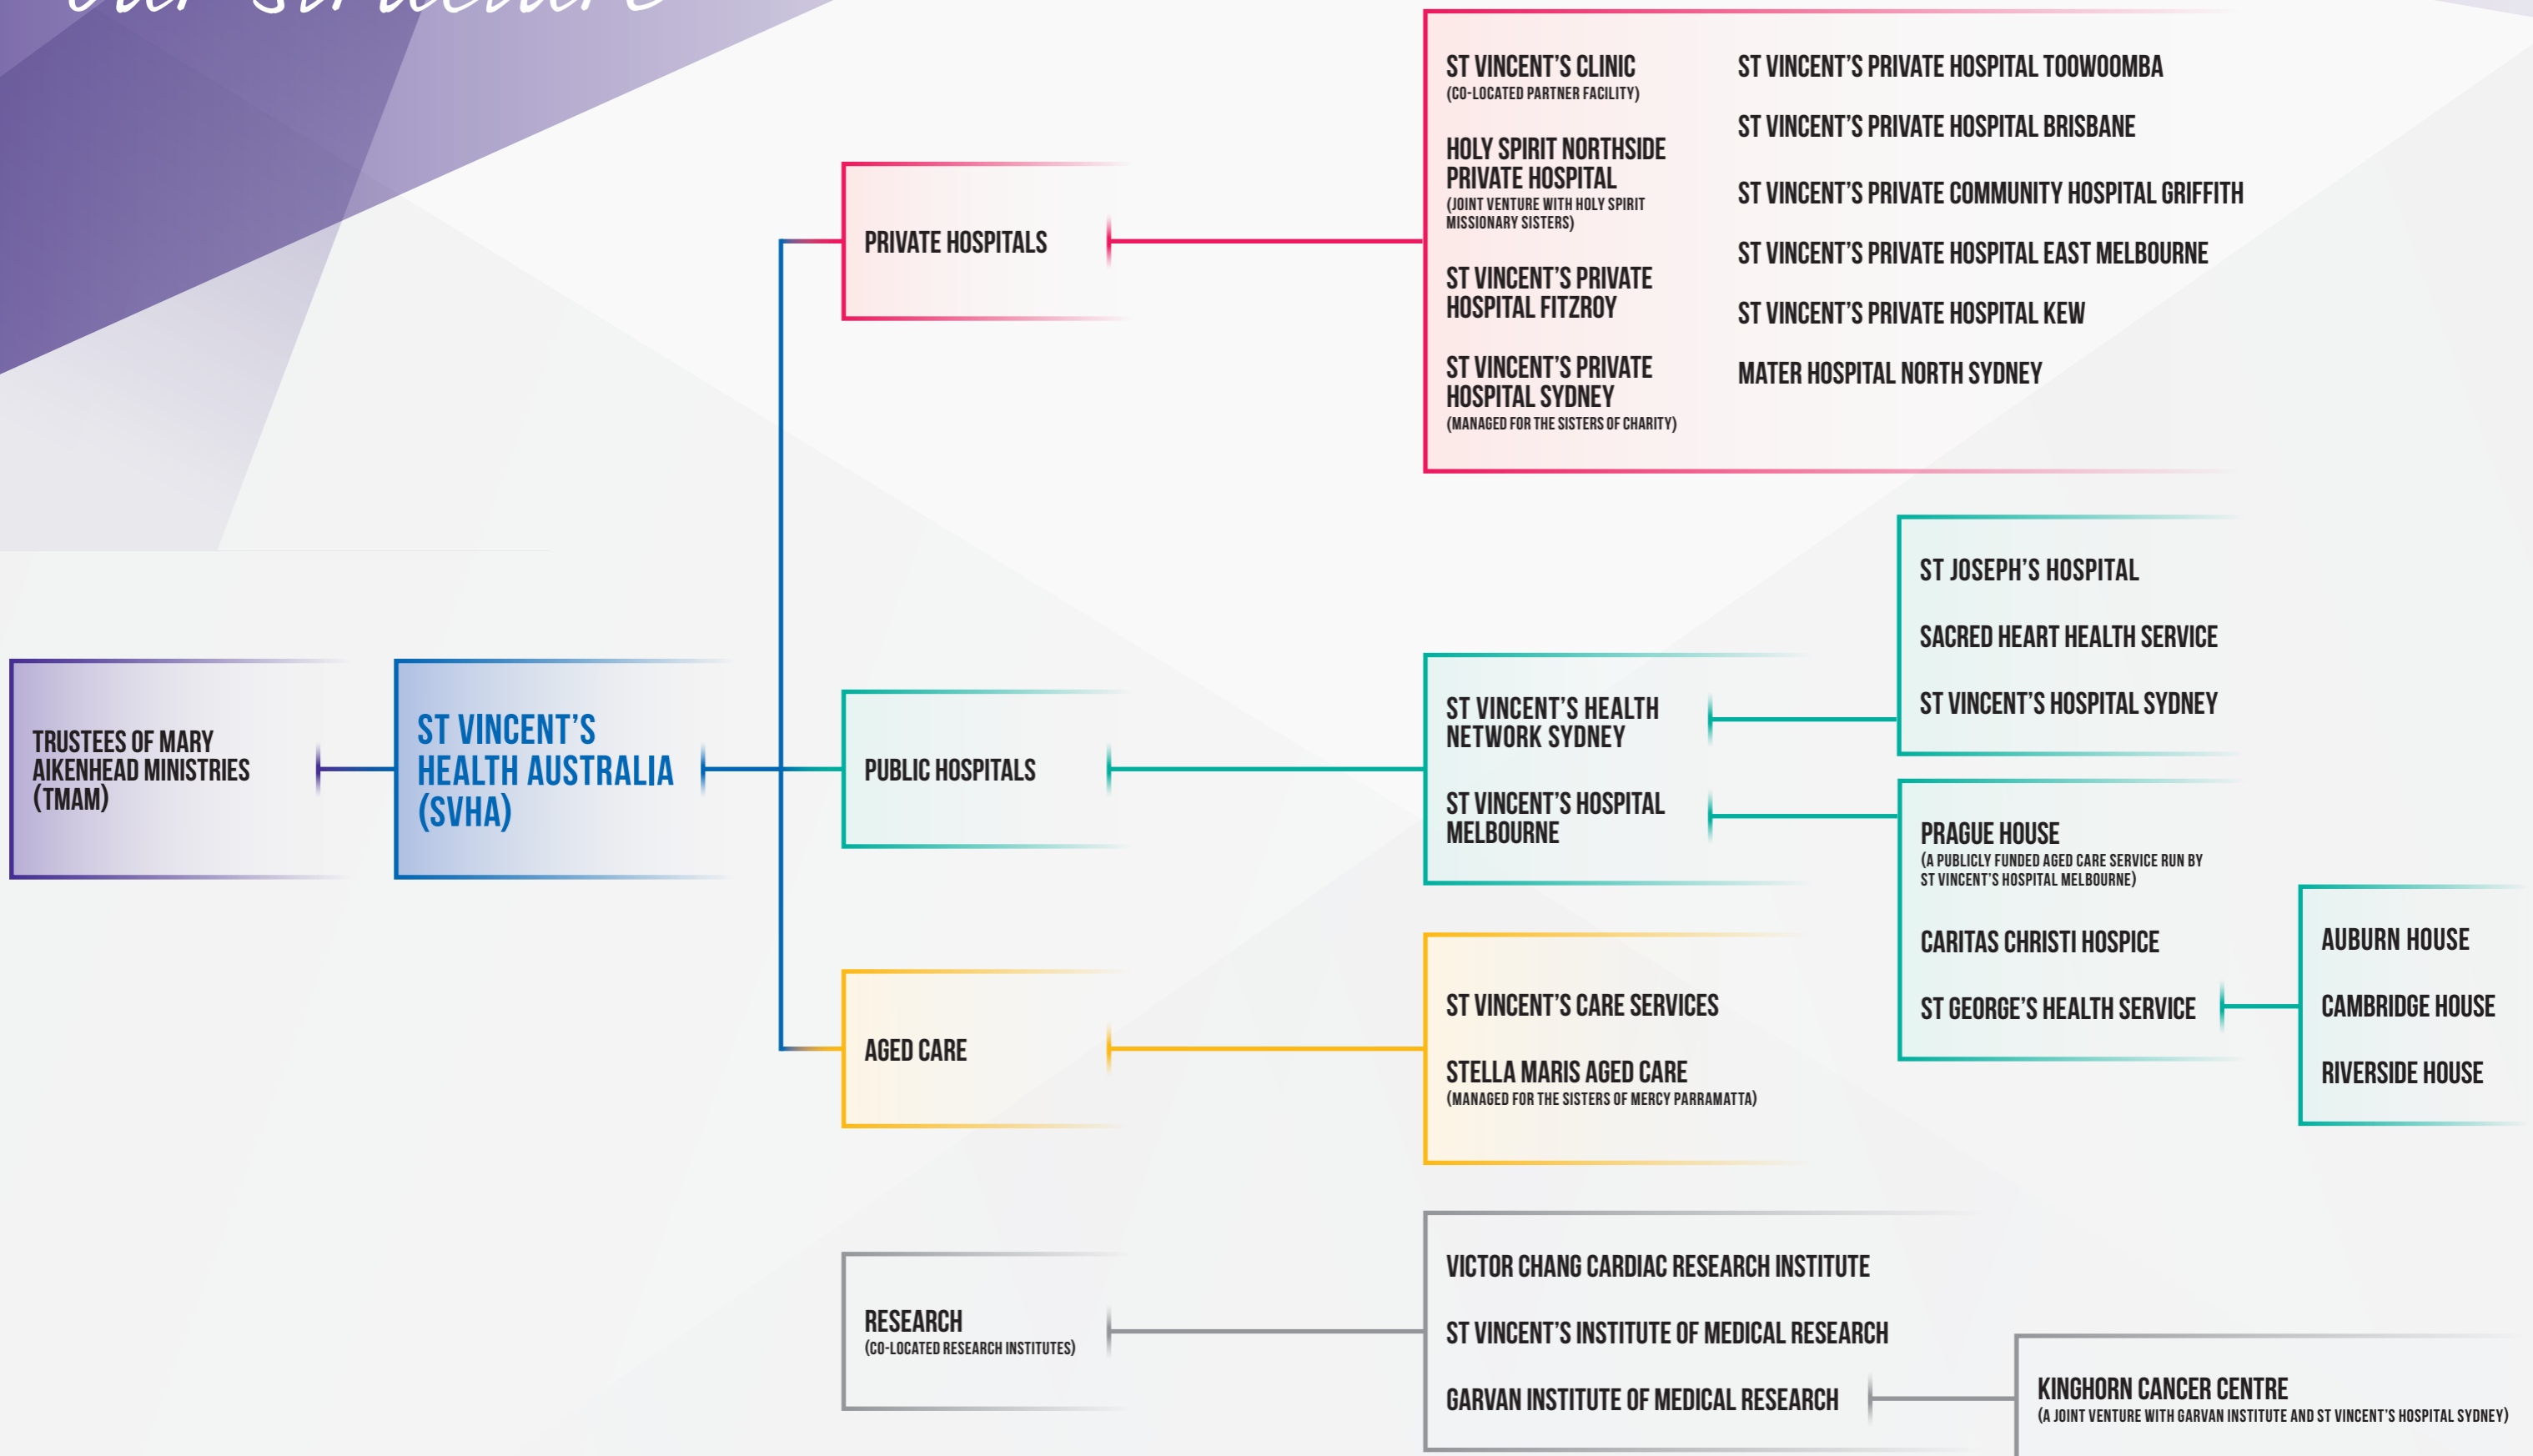 our structure
ST VINCENT'S CLINIC
(CO-LOCATED PARTNER FACILITY)
HOLY SPIRIT NORTHSIDE
PRIVATE HOSPITAL
(JOINT VENTURE WITH HOLY SPIRIT
MISSIONARY SISTERS)
ST VINCENT'S PRIVATE
HOSPITAL FITZROY
ST VINCENT'S PRIVATE
HOSPITAL SYDNEY
(MANAGED FOR THE SISTERS OF CHARITY)
ST VINCENT'S PRIVATE HOSPITAL TOOWOOMBA
ST VINCENT'S PRIVATE HOSPITAL BRISBANE
ST VINCENT'S PRIVATE COMMUNITY HOSPITAL GRIFFITH
ST VINCENT'S PRIVATE HOSPITAL EAST MELBOURNE
ST VINCENT'S PRIVATE HOSPITAL KEW
MATER HOSPITAL NORTH SYDNEY
PRIVATE HOSPITALS
TRUSTEES OF MARY
AIKENHEAD MINISTRIES
(TMAM)
ST VINCENT'S
HEALTH AUSTRALIA
(SVHA)
PUBLIC HOSPITALS
ST VINCENT'S HEALTH
NETWORK SYDNEY
ST VINCENT'S HOSPITAL
MELBOURNE
ST JOSEPH'S HOSPITAL
SACRED HEART HEALTH SERVICE
ST VINCENT'S HOSPITAL SYDNEY
PRAGUE HOUSE
(A PUBLICLY FUNDED AGED CARE SERVICE RUN BY
ST VINCENT'S HOSPITAL MELBOURNE)
CARITAS CHRISTI HOSPICE
ST GEORGE'S HEALTH SERVICE
AUBURN HOUSE
CAMBRIDGE HOUSE
RIVERSIDE HOUSE
AGED CARE
ST VINCENT'S CARE SERVICES
STELLA MARIS AGED CARE
(MANAGED FOR THE SISTERS OF MERCY PARRAMATTA)
RESEARCH
(CO-LOCATED RESEARCH INSTITUTES)
VICTOR CHANG CARDIAC RESEARCH INSTITUTE
ST VINCENT'S INSTITUTE OF MEDICAL RESEARCH
GARVAN INSTITUTE OF MEDICAL RESEARCH
KINGHORN CANCER CENTRE
(A JOINT VENTURE WITH GARVAN INSTITUTE AND ST VINCENT'S HOSPITAL SYDNEY)